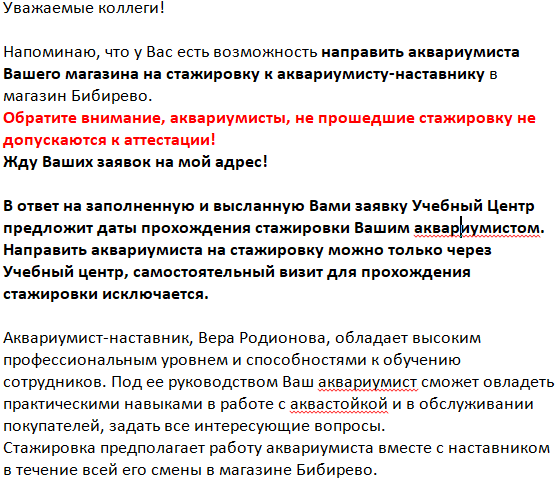 Уважаемые коллеги!
Напоминаю, что у Вас есть возможность направить аквариумиста
Вашего магазина на стажировку к аквариумисту-наставнику в
магазин Бибирево.
Обратите внимание, аквариумисты, не прошедшие стажировку не
допускаются к аттестации!
Жду Ваших заявок на мой адрес!
В ответ на заполненную и высланную Вами заявку Учебный Центр
предложит даты прохождения стажировки Вашим аквариумистом.
Направить аквариумиста на стажировку можно только через
Учебный центр, самостоятельный визит для прохождения
стажировки исключается.
Аквариумист-наставник, Вера Родионова, обладает высоким
профессиональным уровнем и способностями к обучению
сотрудников. Под ее руководством Ваш аквариумист сможет овладеть
практическими навыками в работе с аквастойкой и в обслуживании
покупателей, задать все интересующие вопросы.
Стажировка предполагает работу аквариумиста вместе с наставником
в течение всей его смены в магазине Бибирево.